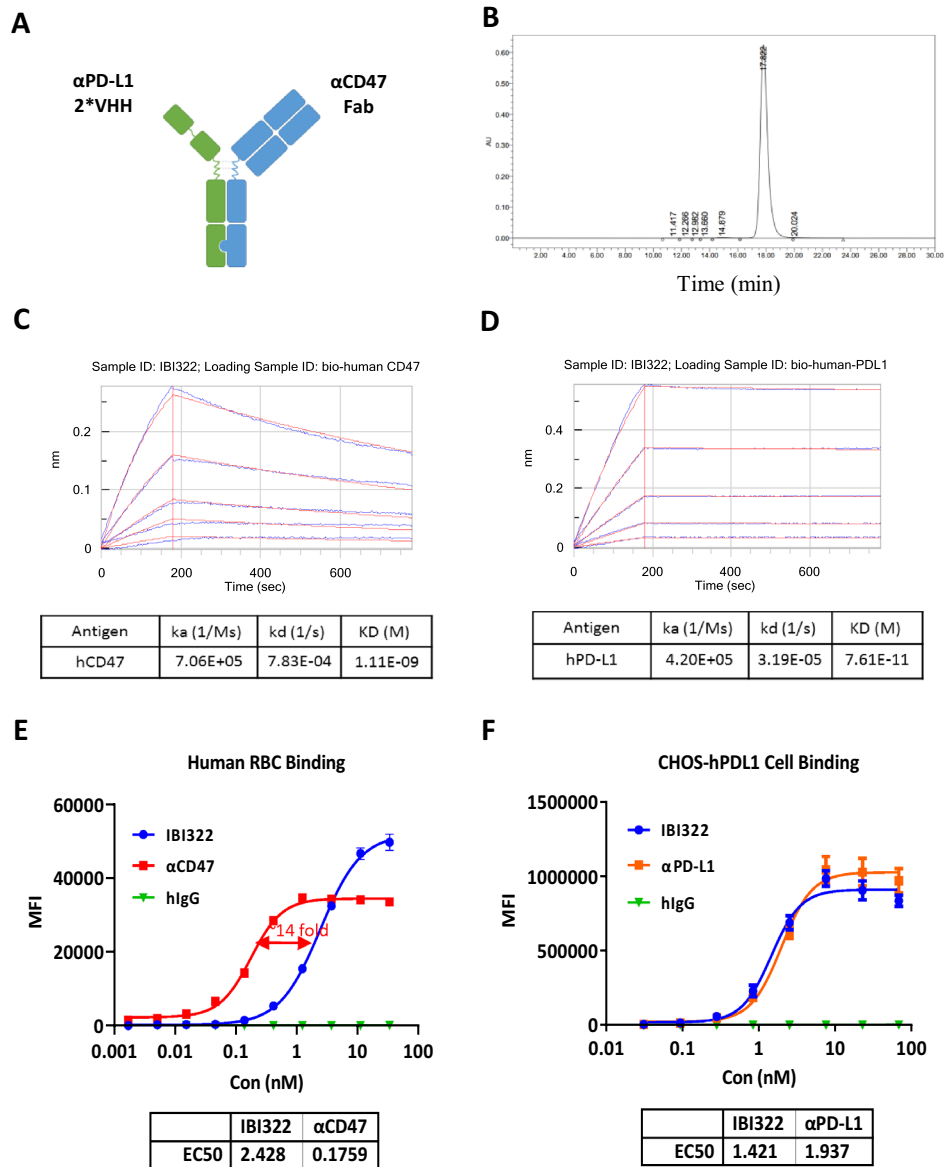 A
αPD-L1
2*VHH
αCD47
Fab
B
AU
0.60
0.50
0.40
0.30
0.20
0.10
0.00
11.417
12.266
12.982
13.660
14.879
17.822
20.024
2.00 4.00 6.00 8.00 10.00 12.00 14.00 16.00 18.00 20.00 22.00 24.00 26.00 28.00 30.00
Time (min)
C
Sample ID: IBI322; Loading Sample ID: bio-human CD47
nm
0.2
0.1
0
0 200 400 600
Time (sec)
Antigen ka (1/Ms) kd (1/s) KD (M)
hCD47 7.06E+05 7.83E-04 1.11E-09
D
Sample ID: IBI322; Loading Sample ID: bio-human-PDL1
nm
0.4
0.2
0
0 200 400 600
Time (sec)
Antigen ka (1/Ms) kd (1/s) KD (M)
hPD-L1 4.20E+05 3.19E-05 7.61E-11
E
Human RBC Binding
MFI
60000
40000
20000
0
IBI322
αCD47
hIgG
~14 fold
0.001 0.01 0.1 1 10 100
Con (nM)
IBI322 αCD47
EC50 2.428 0.1759
F
CHOS-hPDL1 Cell Binding
MFI
1500000
1000000
500000
0
IBI322
αPD-L1
hIgG
0.01 0.1 1 10 100
Con (nM)
IBI322 αPD-L1
EC50 1.421 1.937